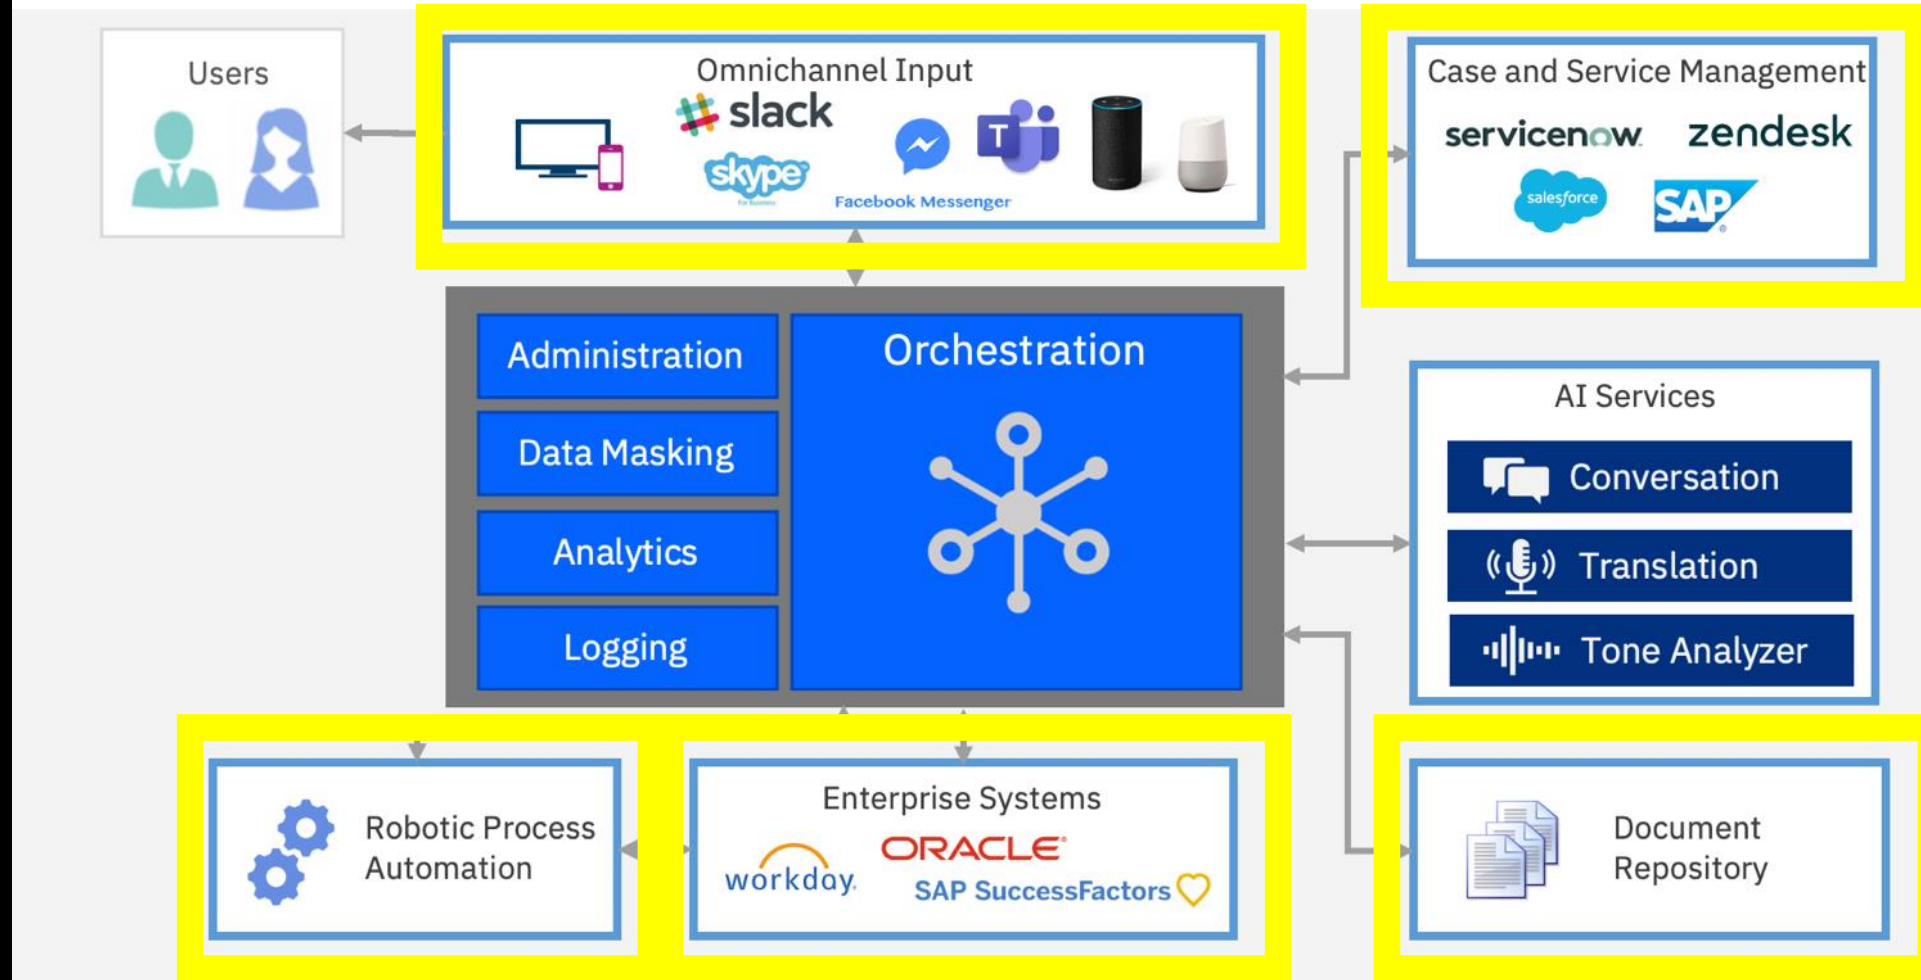 Users
Omnichannel Input
slack
skype
for Business
Facebook Messenger
T
Case and Service Management
servicenow
zendesk
salesforce
SAP
Administration
Data Masking
Analytics
Logging
Orchestration
AI Services
Conversation
Translation
Tone Analyzer
Robotic Process
Automation
Enterprise Systems
workday.
ORACLE
SAP SuccessFactors
Document
Repository